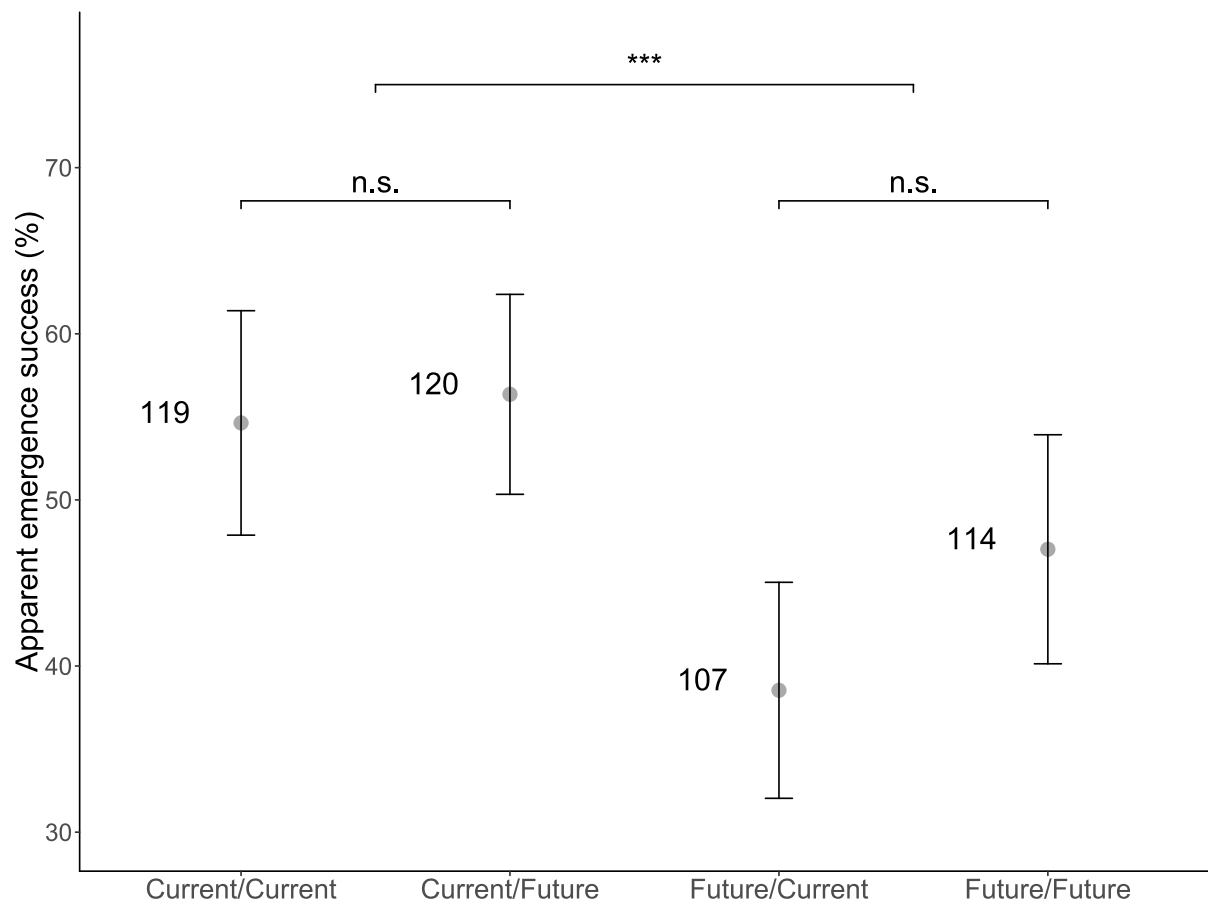 ***
70
n.s.
n.s.
Apparent emergence success (%)
60
120
119
50
114
40
107
30
Current/Current
Current/Future
Future/Current
Future/Future